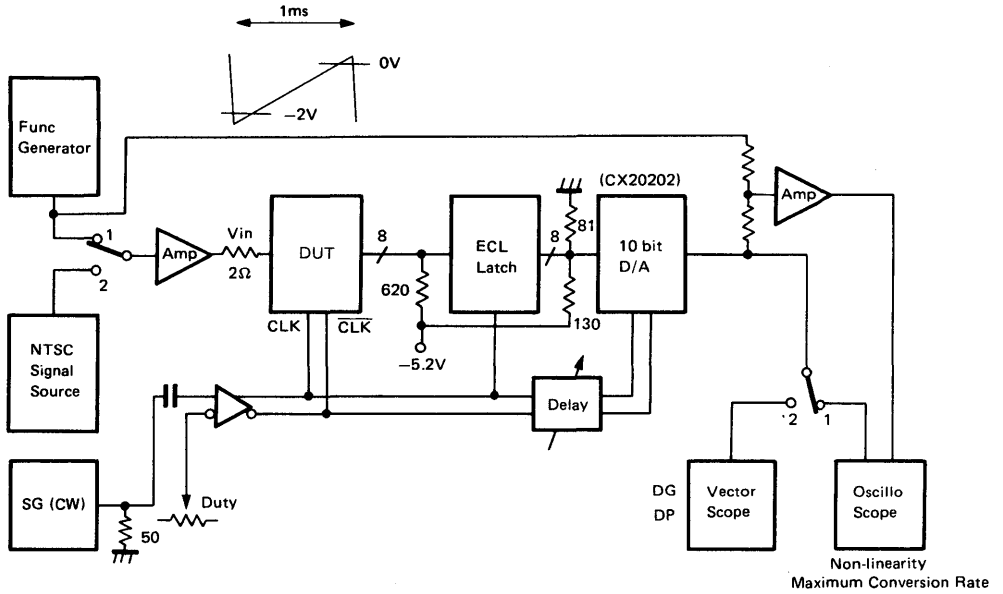 1ms
0V
−2V
Func
Generator
(CX20202)
Amp
1
2
Amp
Vin
2Ω
DUT
8
620
ECL
Latch
8
81
10 bit
D/A
130
CLK
CLK
−5.2V
NTSC
Signal
Source
Delay
2
1
SG (CW)
50
Duty
DG
DP
Vector
Scope
Oscillo
Scope
Non-linearity
Maximum Conversion Rate